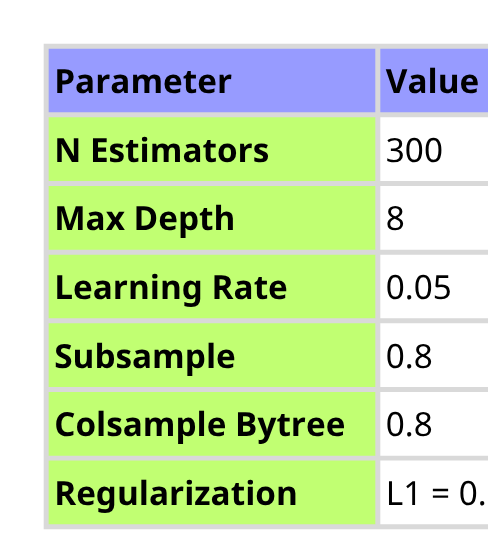 Parameter Value
N Estimators 300
Max Depth 8
Learning Rate 0.05
Subsample 0.8
Colsample Bytree 0.8
Regularization L1 = 0.